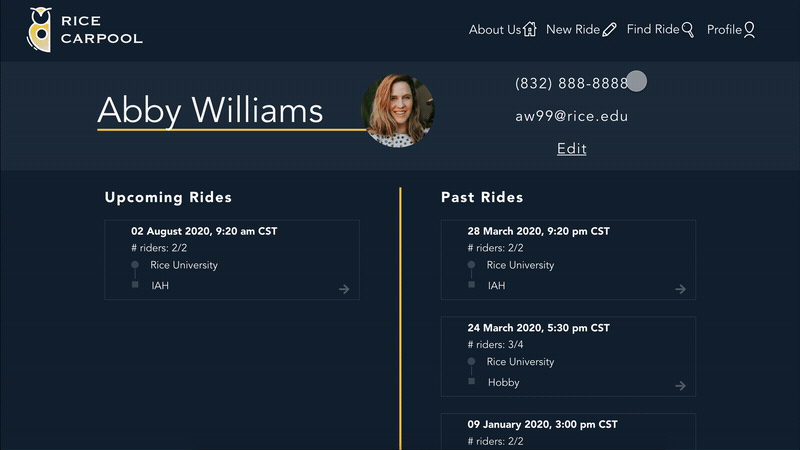 RICE
CARPOOL
About Us New Ride Find Ride Profile
Abby Williams
(832) 888-8888
aw99@rice.edu
Edit
Upcoming Rides
02 August 2020, 9:20 am CST
# riders: 2/2
Rice University
IAH
Past Rides
28 March 2020, 9:20 pm CST
# riders: 2/2
Rice University
IAH
24 March 2020, 5:30 pm CST
# riders: 3/4
Rice University
Hobby
09 January 2020, 3:00 pm CST
# riders: 2/2